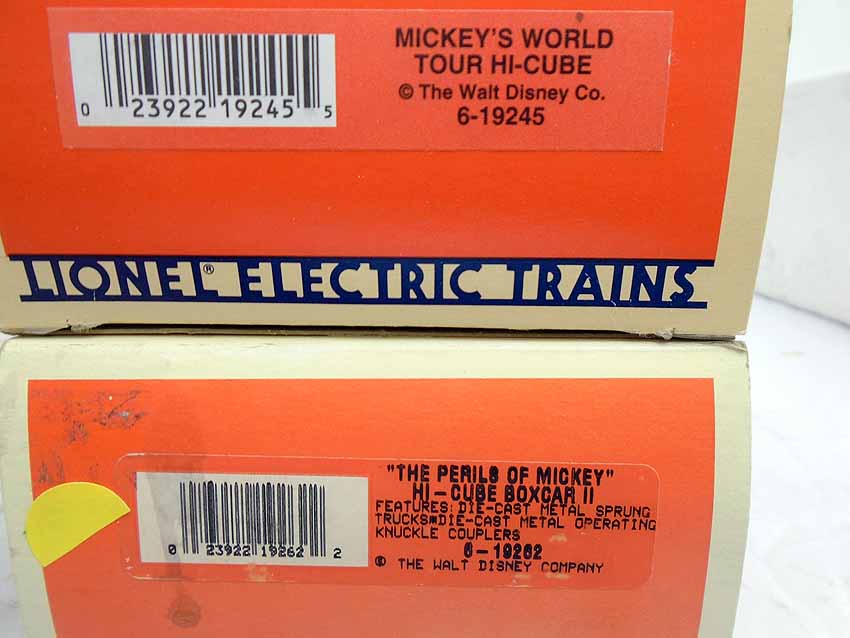 MICKEY'S WORLD
TOUR HI-CUBE
© The Walt Disney Co.
6-19245
0 23922 19245 5
LIONEL® ELECTRIC TRAINS
"THE PERILS OF MICKEY"
HI-CUBE BOXCAR II
FEATURES: DIE-CAST METAL SPRUNG
TRUCKS■DIE-CAST METAL OPERATING
KNUCKLE COUPLERS
6-19262
© THE WALT DISNEY COMPANY
0 23922 19262 2